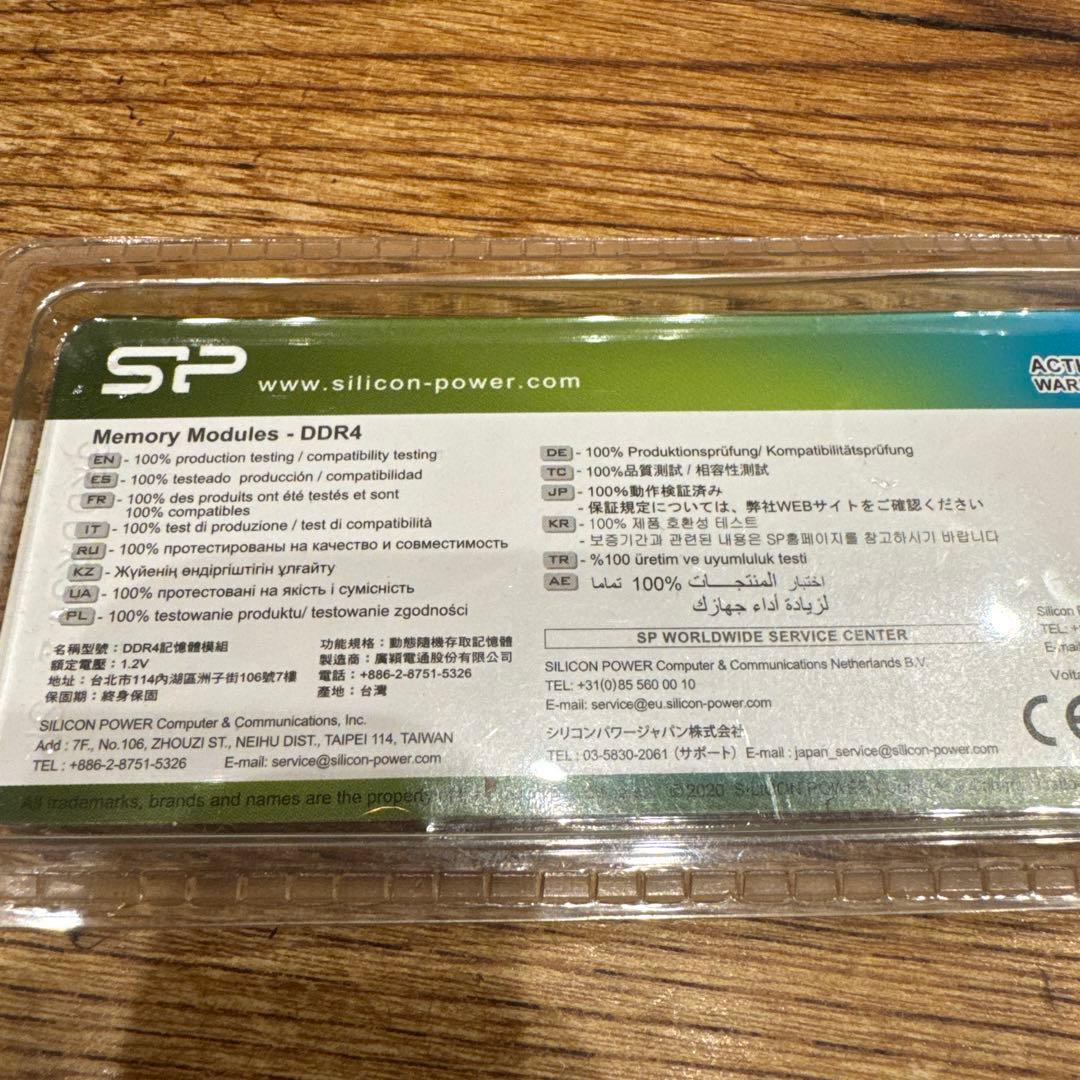 SP www.silicon-power.com
Memory Modules - DDR4
EN - 100% production testing / compatibility testing
ES - 100% testeado producción / compatibilidad
FR - 100% des produits ont été testés et sont
100% compatibles
IT - 100% test di produzione / test di compatibilità
RU - 100% протестированы на качество и совместимость
KZ - Жүйенің өндіргіштігін ұлғайту
UA - 100% протестовані на якість і сумісність
PL - 100% testowanie produktu/ testowanie zgodności
名稱型號：DDR4記憶體模組
額定電壓：1.2V
地址：台北市114內湖區洲子街106號7樓
保固期：終身保固
功能規格：動態隨機存取記憶體
製造商：廣穎電通股份有限公司
電話：+886-2-8751-5326
產地：台灣
SILICON POWER Computer & Communications, Inc.
Add : 7F., No.106, ZHOUZI ST., NEIHU DIST., TAIPEI 114, TAIWAN
TEL : +886-2-8751-5326 E-mail: service@silicon-power.com
DE - 100% Produktionsprüfung/ Kompatibilitätsprüfung
TC - 100%品質測試 / 相容性測試
JP - 100%動作検証済み
- 保証規定については、弊社WEBサイトをご確認ください
KR - 100% 제품 호환성 테스트
- 보증기간과 관련된 내용은 SP홈페이지를 참고하시기 바랍니다
TR - %100 üretim ve uyumluluk testi
AE اختبار المنتجـــات 100% تماما
لزيادة أداء جهازك
SP WORLDWIDE SERVICE CENTER
SILICON POWER Computer & Communications Netherlands B.V.
TEL: +31(0)85 560 00 10
E-mail: service@eu.silicon-power.com
シリコンパワージャパン株式会社
TEL : 03-5830-2061 (サポート) E-mail : japan_service@silicon-power.com
Silicon
TEL
CE
All trademarks, brands and names are the property ©2020 SILICON POWER